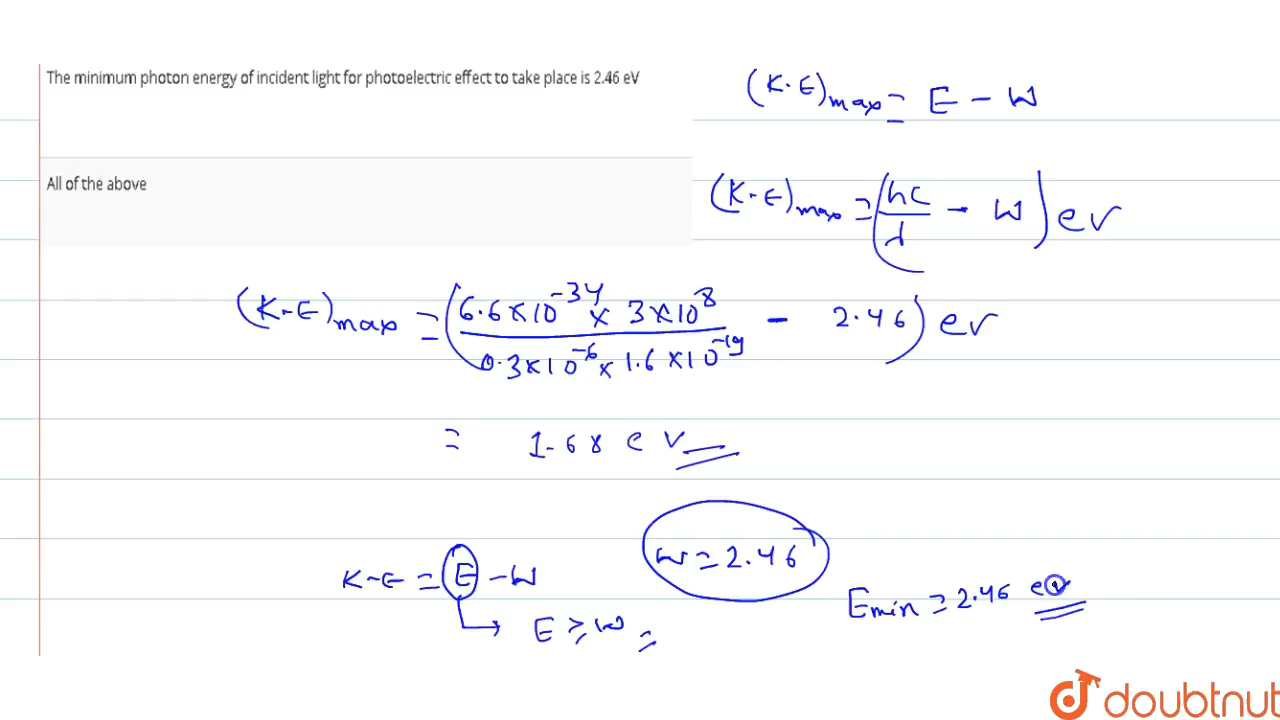 The minimum photon energy of incident light for photoelectric effect to take place is 2.46 eV
(K.E)max = E - W
All of the above
(K-E)max = (hc/λ - W) ev
(K-E)max = (6.6×10^-34 × 3×10^8 / 0.3×10^-6 × 1.6×10^-19 - 2.46) ev
= 1.68 e V
K-E = E - W
W = 2.46
Emin = 2.46 ev
E ≥ W =
doubtnut